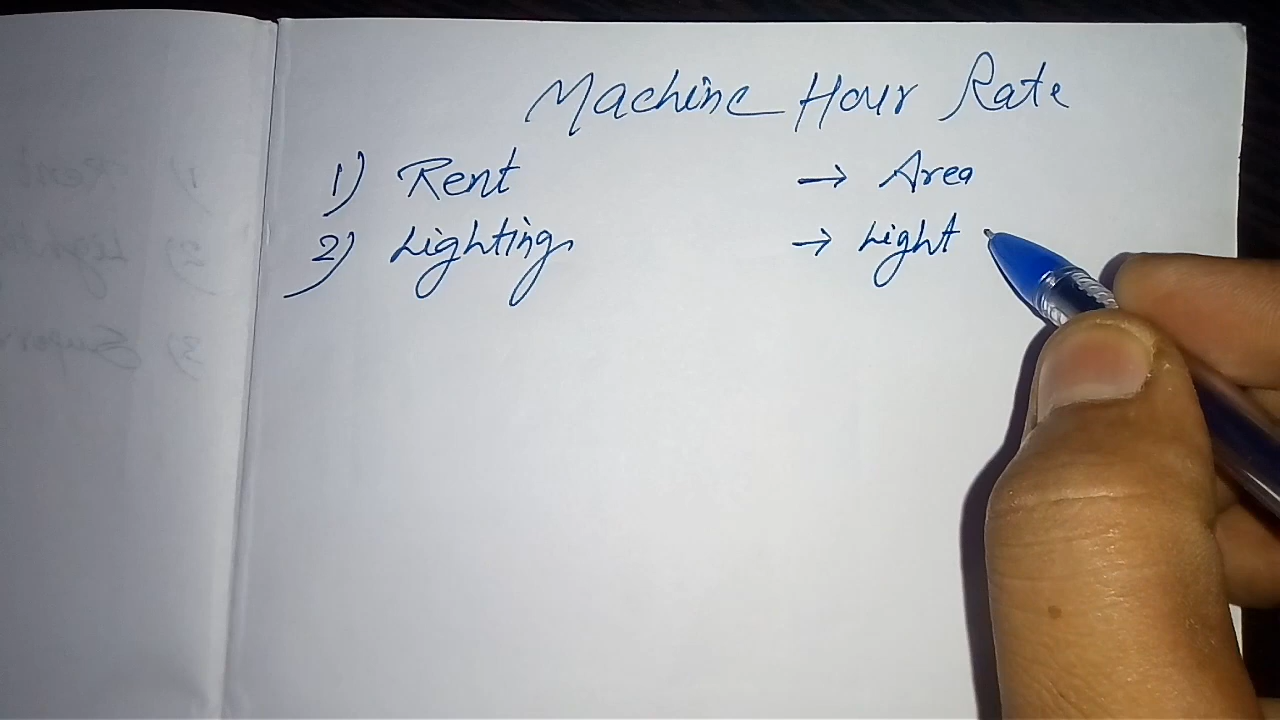 Machine Hour Rate
1) Rent → Area
2) Lighting → Light